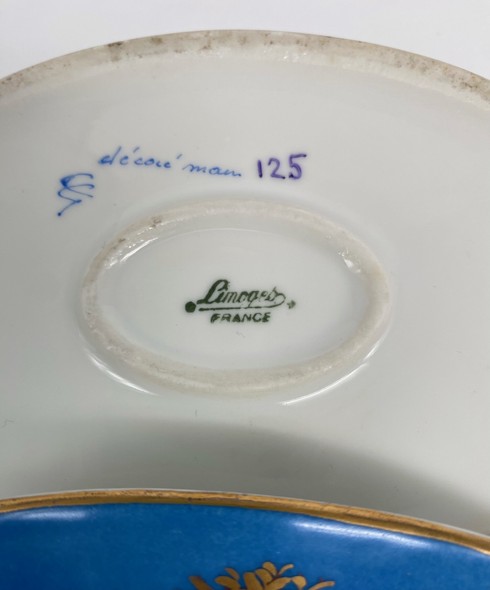 décoré main 125
Limoges
FRANCE